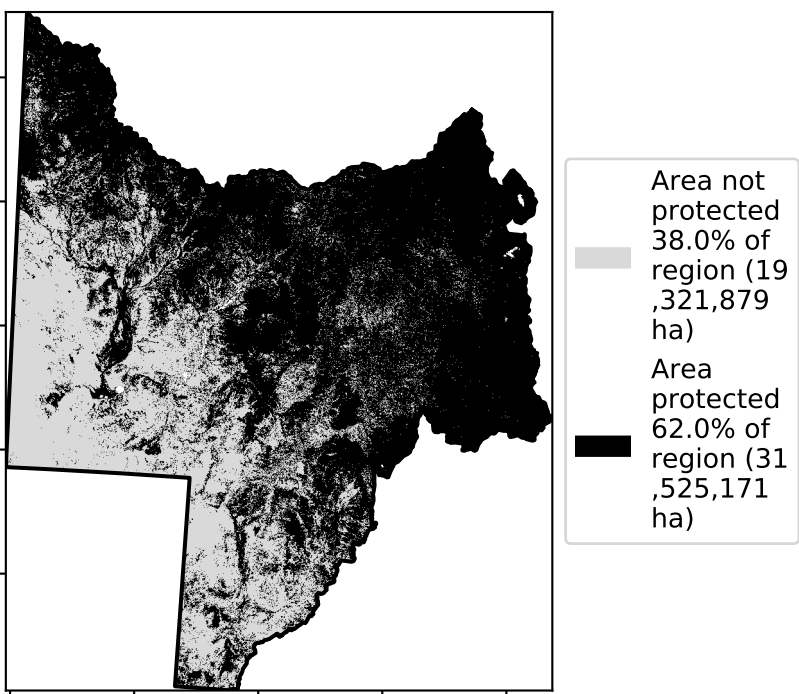 Area not
protected
38.0% of
region (19
,321,879
ha)
Area
protected
62.0% of
region (31
,525,171
ha)